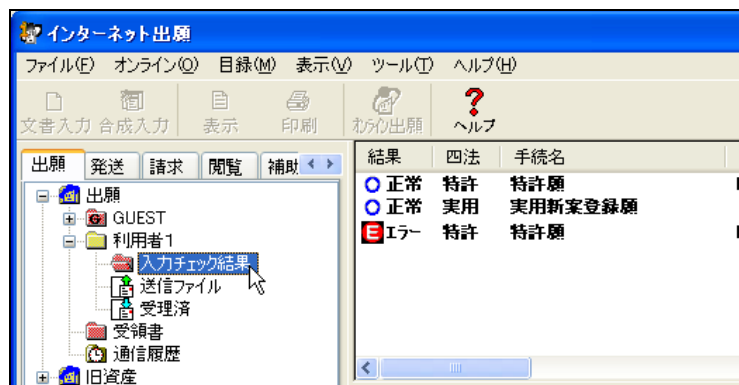 インターネット出願
ファイル(F) オンライン(O) 目録(M) 表示(V) ツール(T) ヘルプ(H)
文書入力 合成入力 表示 印刷 オンライン出願 ヘルプ
出願 発送 請求 閲覧 補助
結果 四法 手続名
正常 特許 特許願
正常 実用 実用新案登録願
E エラー 特許 特許願
出願
G GUEST
利用者1
入力チェック結果
送信ファイル
受理済
受領書
通信履歴
旧資産